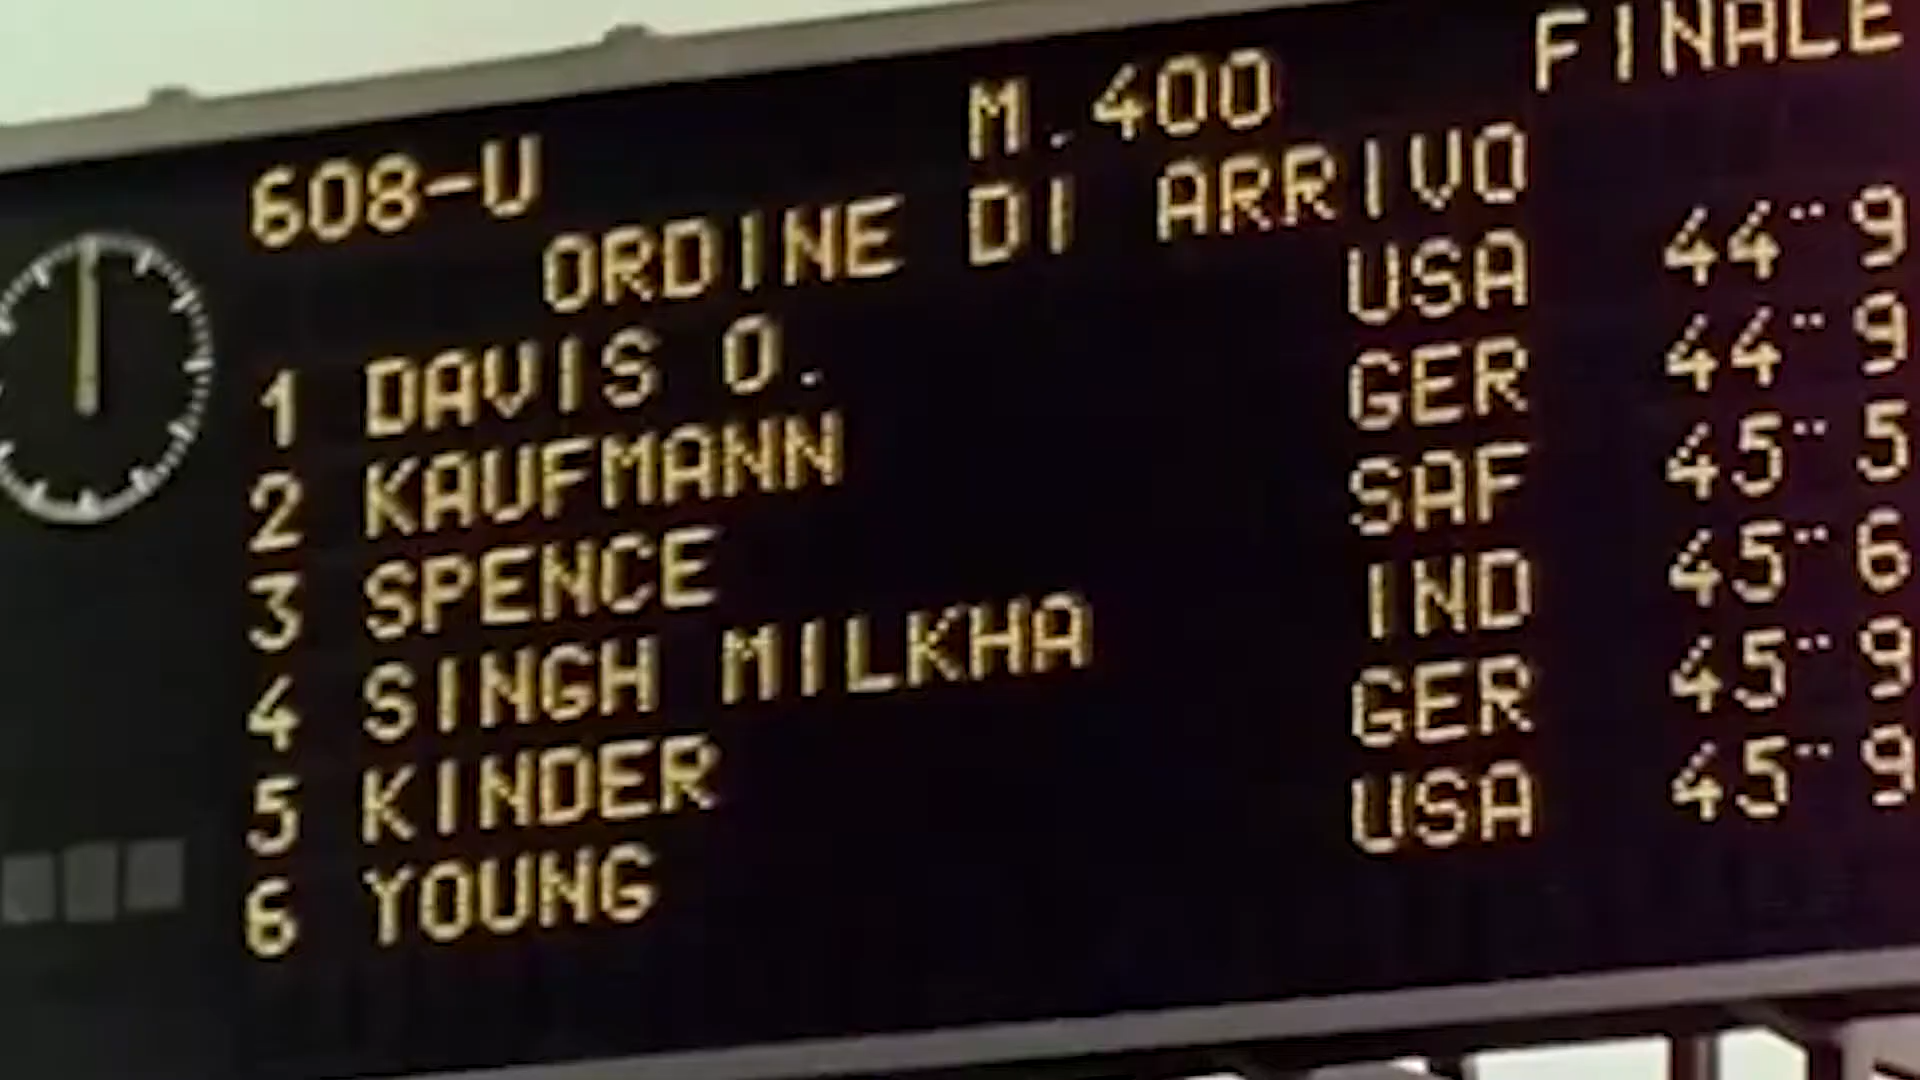 608-U M.400 FINALE
ORDINE DI ARRIVO
1 DAVIS O. USA 44"9
2 KAUFMANN GER 44"9
3 SPENCE SAF 45"5
4 SINGH MILKHA IND 45"6
5 KINDER GER 45"9
6 YOUNG USA 45"9